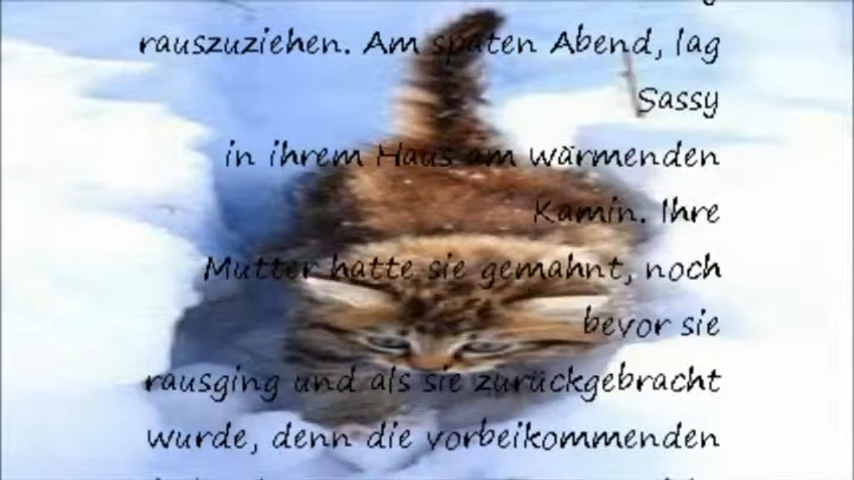 rauszuziehen. Am späten Abend, lag
Sassy
in ihrem Haus am wärmenden
Kamin. Ihre
Mutter hatte sie gemahnt, noch
bevor sie
rausging und als sie zurückgebracht
wurde, denn die vorbeikommenden